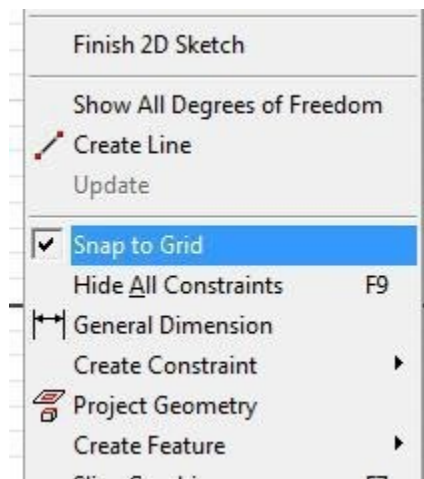 Finish 2D Sketch
Show All Degrees of Freedom
Create Line
Update
Snap to Grid
Hide All Constraints F9
General Dimension
Create Constraint
Project Geometry
Create Feature